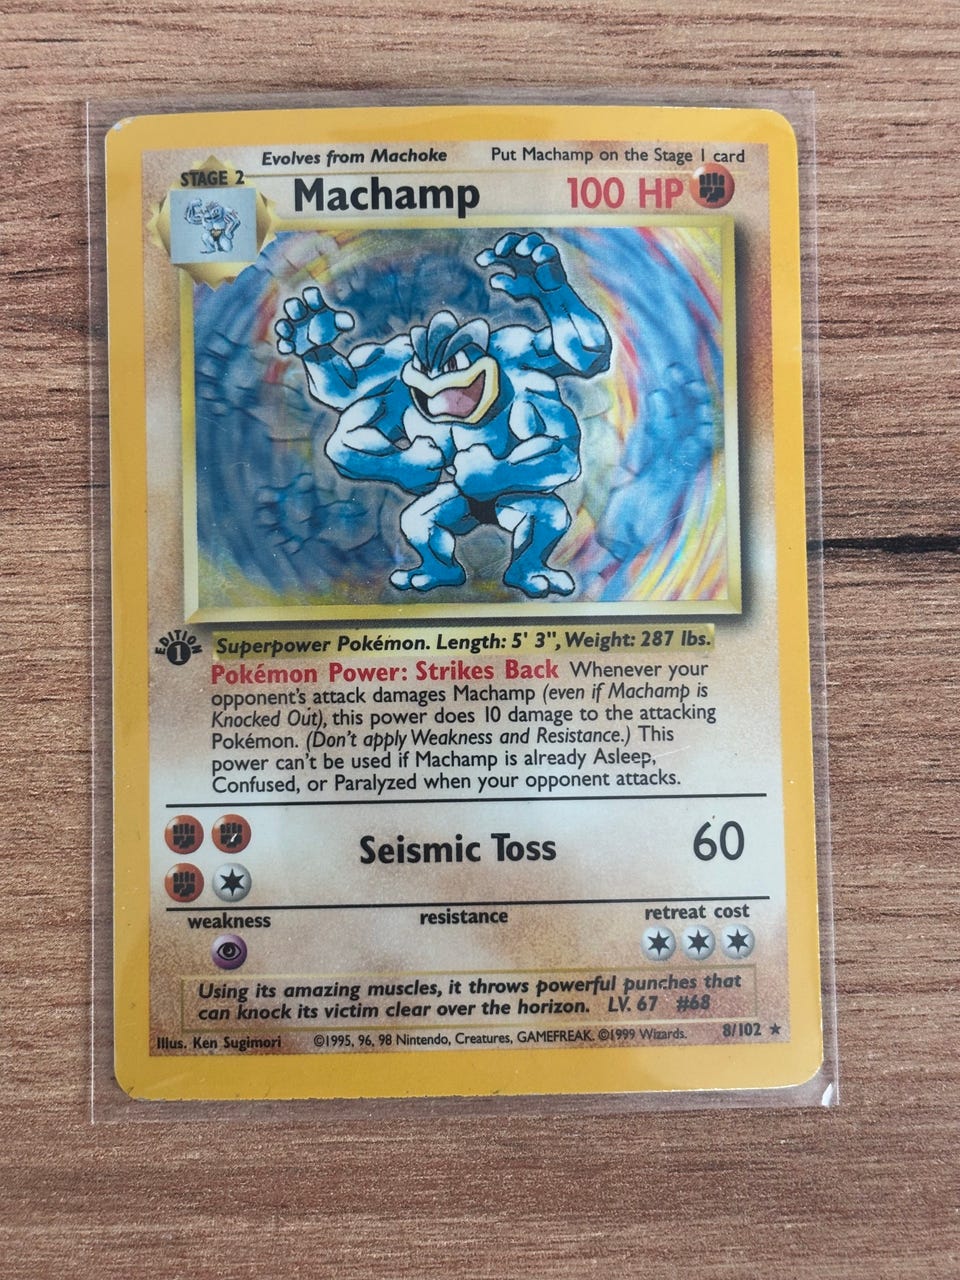 Evolves from Machoke Put Machamp on the Stage 1 card
STAGE 2
Machamp 100 HP
EDITION
1
Superpower Pokémon. Length: 5' 3", Weight: 287 lbs.
Pokémon Power: Strikes Back Whenever your
opponent's attack damages Machamp (even if Machamp is
Knocked Out), this power does 10 damage to the attacking
Pokémon. (Don't apply Weakness and Resistance.) This
power can't be used if Machamp is already Asleep,
Confused, or Paralyzed when your opponent attacks.
Seismic Toss 60
weakness resistance retreat cost
Using its amazing muscles, it throws powerful punches that
can knock its victim clear over the horizon. LV. 67 #68
Illus. Ken Sugimori ©1995, 96, 98 Nintendo, Creatures, GAMEFREAK. ©1999 Wizards. 8/102 ★